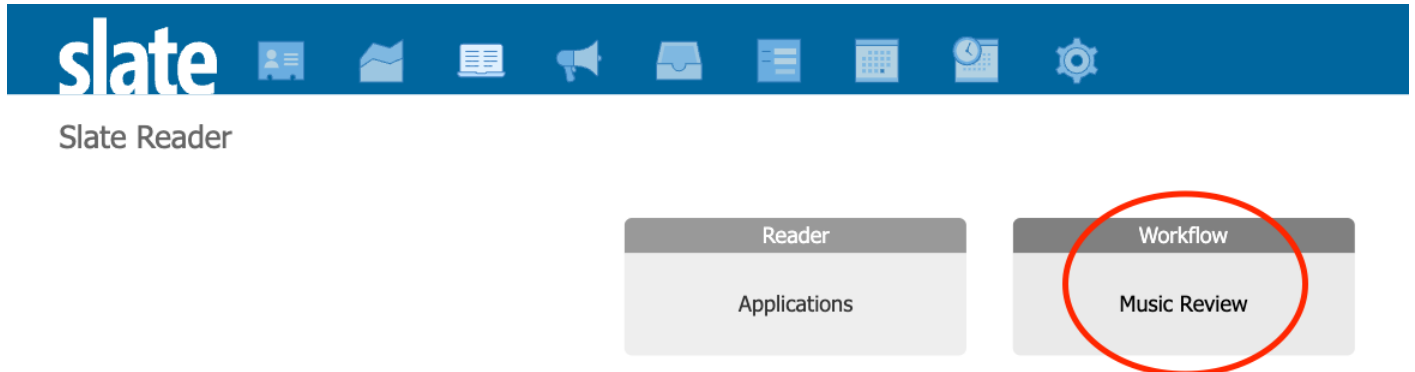 slate
Slate Reader
Reader
Workflow
Applications
Music Review